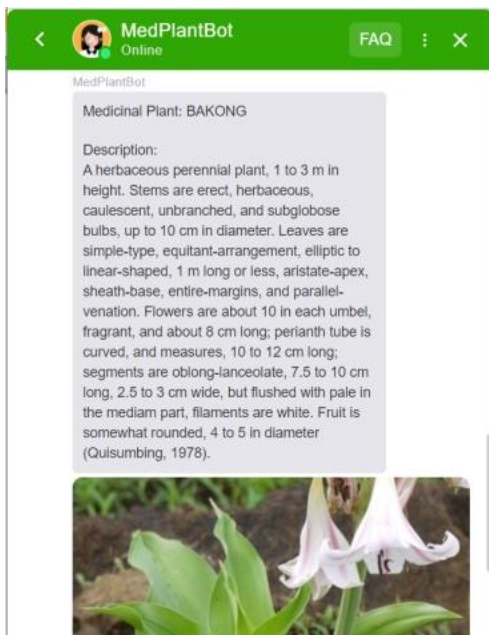 MedPlantBot
Online
FAQ
MedPlantBot
Medicinal Plant: BAKONG
Description:
A herbaceous perennial plant, 1 to 3 m in
height. Stems are erect, herbaceous,
caulescent, unbranched, and subglobose
bulbs, up to 10 cm in diameter. Leaves are
simple-type, equitant-arrangement, elliptic to
linear-shaped, 1 m long or less, aristate-apex,
sheath-base, entire-margins, and parallel-
venation. Flowers are about 10 in each umbel,
fragrant, and about 8 cm long; perianth tube is
curved, and measures, 10 to 12 cm long;
segments are oblong-lanceolate, 7.5 to 10 cm
long, 2.5 to 3 cm wide, but flushed with pale in
the mediam part, filaments are white. Fruit is
somewhat rounded, 4 to 5 in diameter
(Quisumbing, 1978).